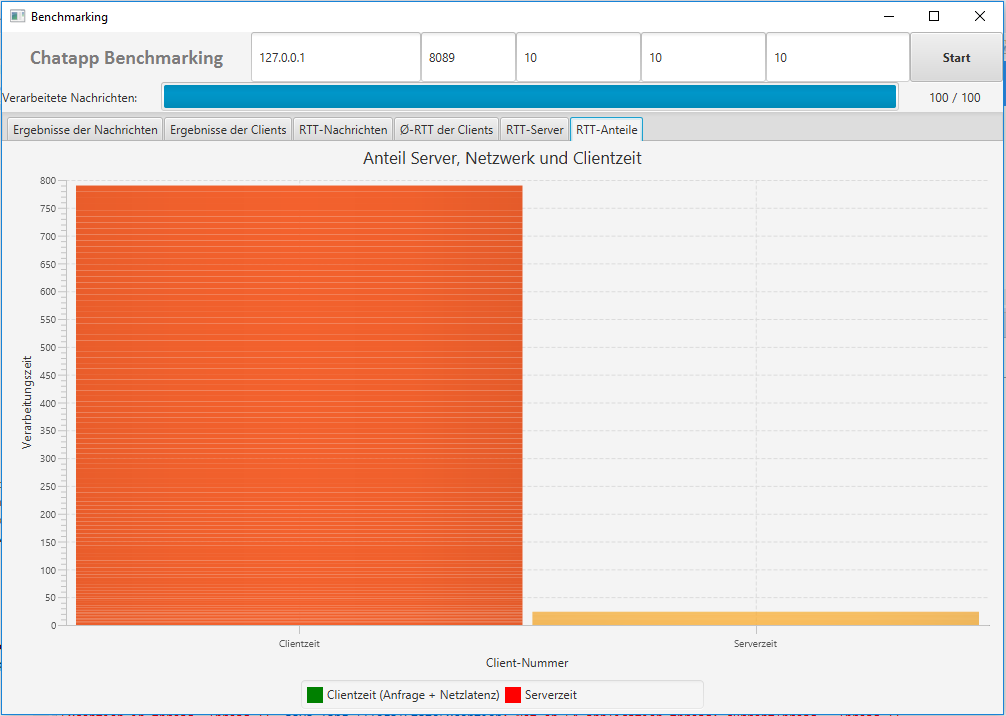 Benchmarking
Chatapp Benchmarking 127.0.0.1 8089 10 10 10 Start
Verarbeitete Nachrichten: 100 / 100
Ergebnisse der Nachrichten Ergebnisse der Clients RTT-Nachrichten Ø-RTT der Clients RTT-Server RTT-Anteile
Anteil Server, Netzwerk und Clientzeit
800
750
700
650
600
550
500
450
400
350
300
250
200
150
100
50
0
Verarbeitungszeit
Clientzeit Serverzeit
Client-Nummer
Clientzeit (Anfrage + Netzlatenz) Serverzeit